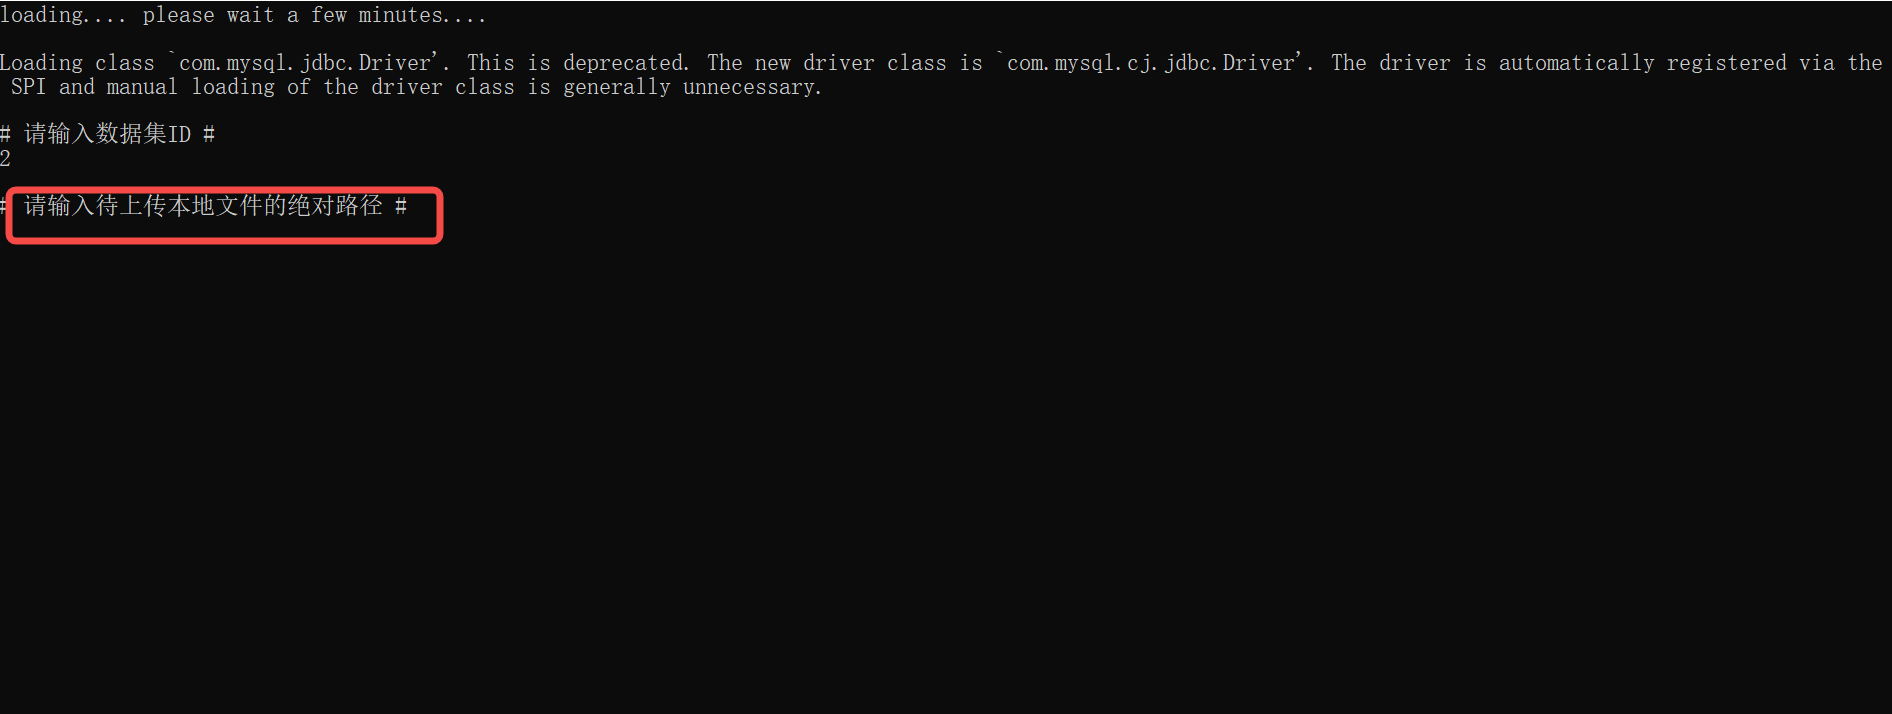 loading.... please wait a few minutes....
Loading class `com.mysql.jdbc.Driver'. This is deprecated. The new driver class is `com.mysql.cj.jdbc.Driver'. The driver is automatically registered via the
SPI and manual loading of the driver class is generally unnecessary.
# 请输入数据集ID #
2
# 请输入待上传本地文件的绝对路径 #